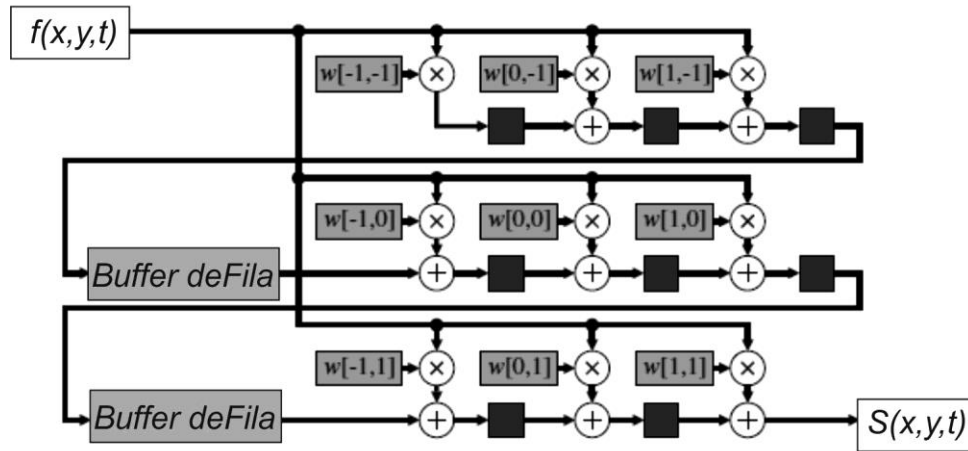 f(x,y,t)
w[-1,-1] w[0,-1] w[1,-1]
w[-1,0] w[0,0] w[1,0]
Buffer deFila
w[-1,1] w[0,1] w[1,1]
Buffer deFila
S(x,y,t)